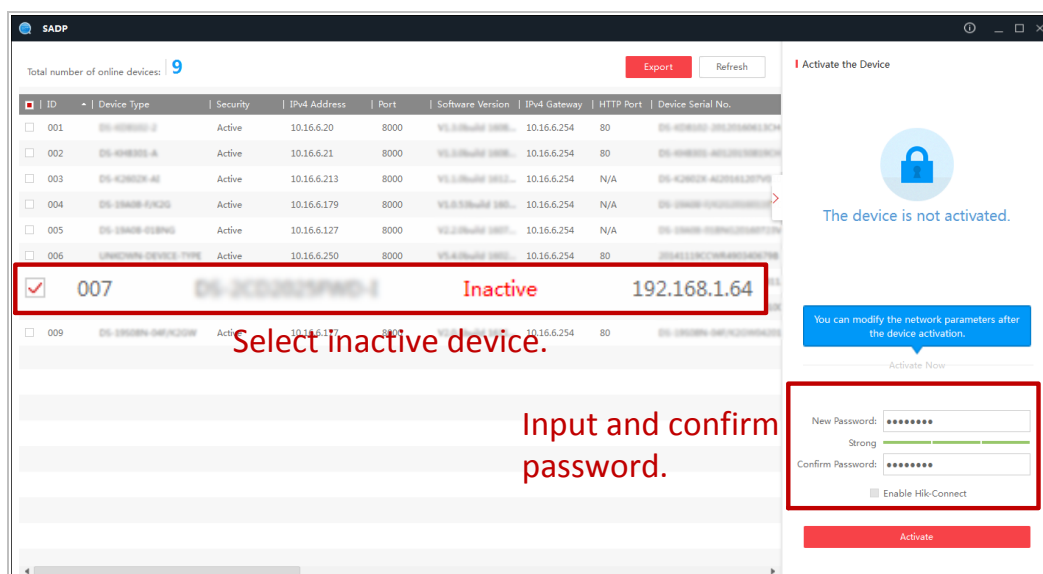 SADP
Total number of online devices: 9
Export
Refresh
Activate the Device
ID Device Type Security IPv4 Address Port Software Version IPv4 Gateway HTTP Port Device Serial No.
001 Active 10.16.6.20 8000 10.16.6.254 80
002 Active 10.16.6.21 8000 10.16.6.254 80
003 Active 10.16.6.213 8000 10.16.6.254 N/A
004 Active 10.16.6.179 8000 10.16.6.254 N/A
005 Active 10.16.6.127 8000 10.16.6.254 N/A
006 UNKOWN-DEVICE-TYPE Active 10.16.6.250 8000 10.16.6.254 80
007 Inactive 192.168.1.64
009 Active 8000 10.16.6.254 80
Select inactive device.
Input and confirm
password.
The device is not activated.
You can modify the network parameters after
the device activation.
Activate Now
New Password: ●●●●●●●●
Strong
Confirm Password: ●●●●●●●●
Enable Hik-Connect
Activate